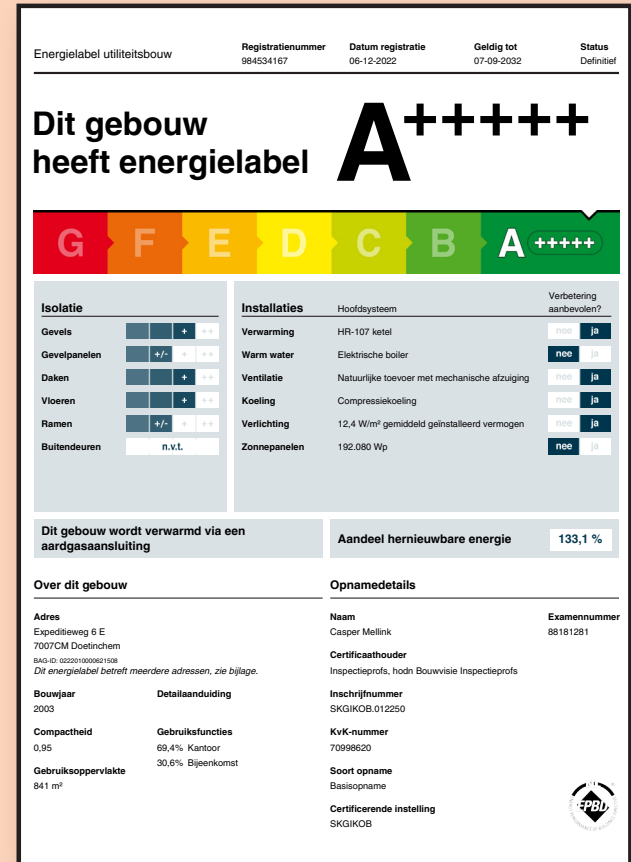 Energielabel utiliteitsbouw
Registratienummer Datum registratie Geldig tot Status
984534167 06-12-2022 07-09-2032 Definitief
Dit gebouw
heeft energielabel
A+++++
G F E D C B A +++++
Isolatie
Gevels + ++
Gevelpanelen +/- + ++
Daken + ++
Vloeren + ++
Ramen +/- + ++
Buitendeuren n.v.t.
Verbetering
Installaties Hoofdsysteem aanbevolen?
Verwarming HR-107 ketel nee ja
Warm water Elektrische boiler nee ja
Ventilatie Natuurlijke toevoer met mechanische afzuiging nee ja
Koeling Compressiekoeling nee ja
Verlichting 12,4 W/m² gemiddeld geïnstalleerd vermogen nee ja
Zonnepanelen 192.080 Wp nee ja
Dit gebouw wordt verwarmd via een
aardgasaansluiting
Aandeel hernieuwbare energie 133,1 %
Over dit gebouw
Adres
Expeditieweg 6 E
7007CM Doetinchem
BAG-ID: 0222010000621508
Dit energielabel betreft meerdere adressen, zie bijlage.
Bouwjaar Detailaanduiding
2003
Compactheid Gebruiksfuncties
0,95 69,4% Kantoor
30,6% Bijeenkomst
Gebruiksoppervlakte
841 m²
Opnamedetails
Naam Examennummer
Casper Mellink 88181281
Certificaathouder
Inspectieprofs, hodn Bouwvisie Inspectieprofs
Inschrijfnummer
SKGIKOB.012250
KvK-nummer
70998620
Soort opname
Basisopname
Certificerende instelling
SKGIKOB
EPBD